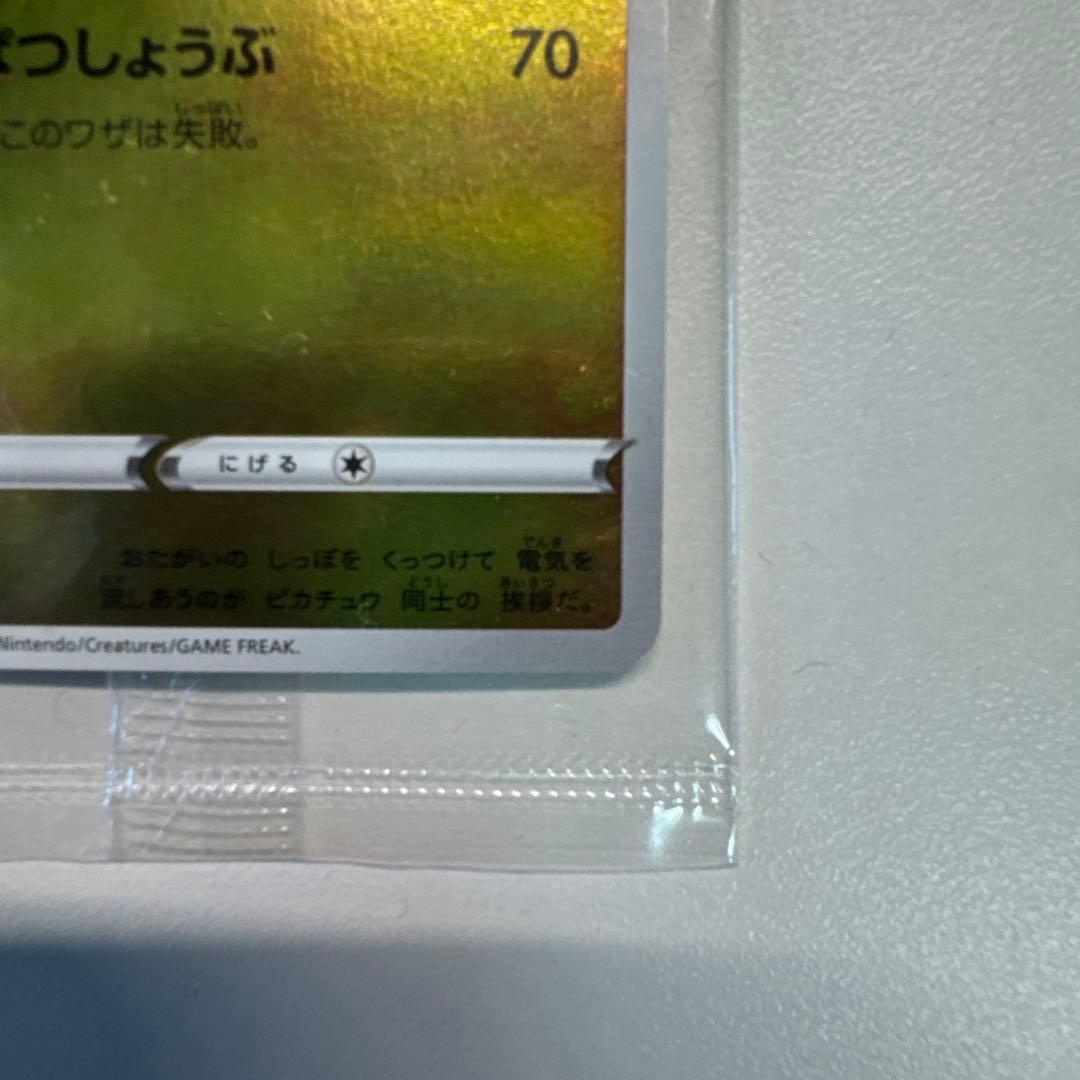 ぱつしょうぶ 70
このワザは失敗。
にげる
おたがいの しっぽを くっつけて 電気を
流しあうのが ピカチュウ 同士の 挨拶だ。
Nintendo/Creatures/GAME FREAK.